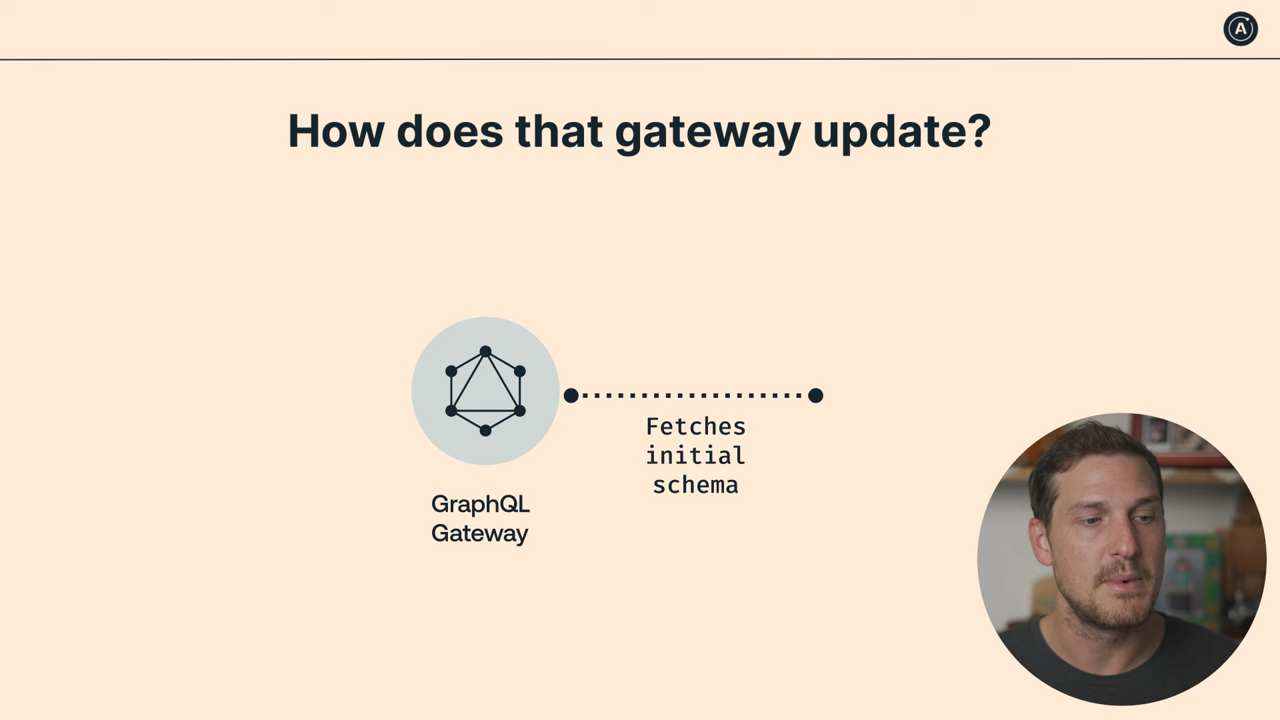 A
How does that gateway update?
Fetches
initial
schema
GraphQL
Gateway